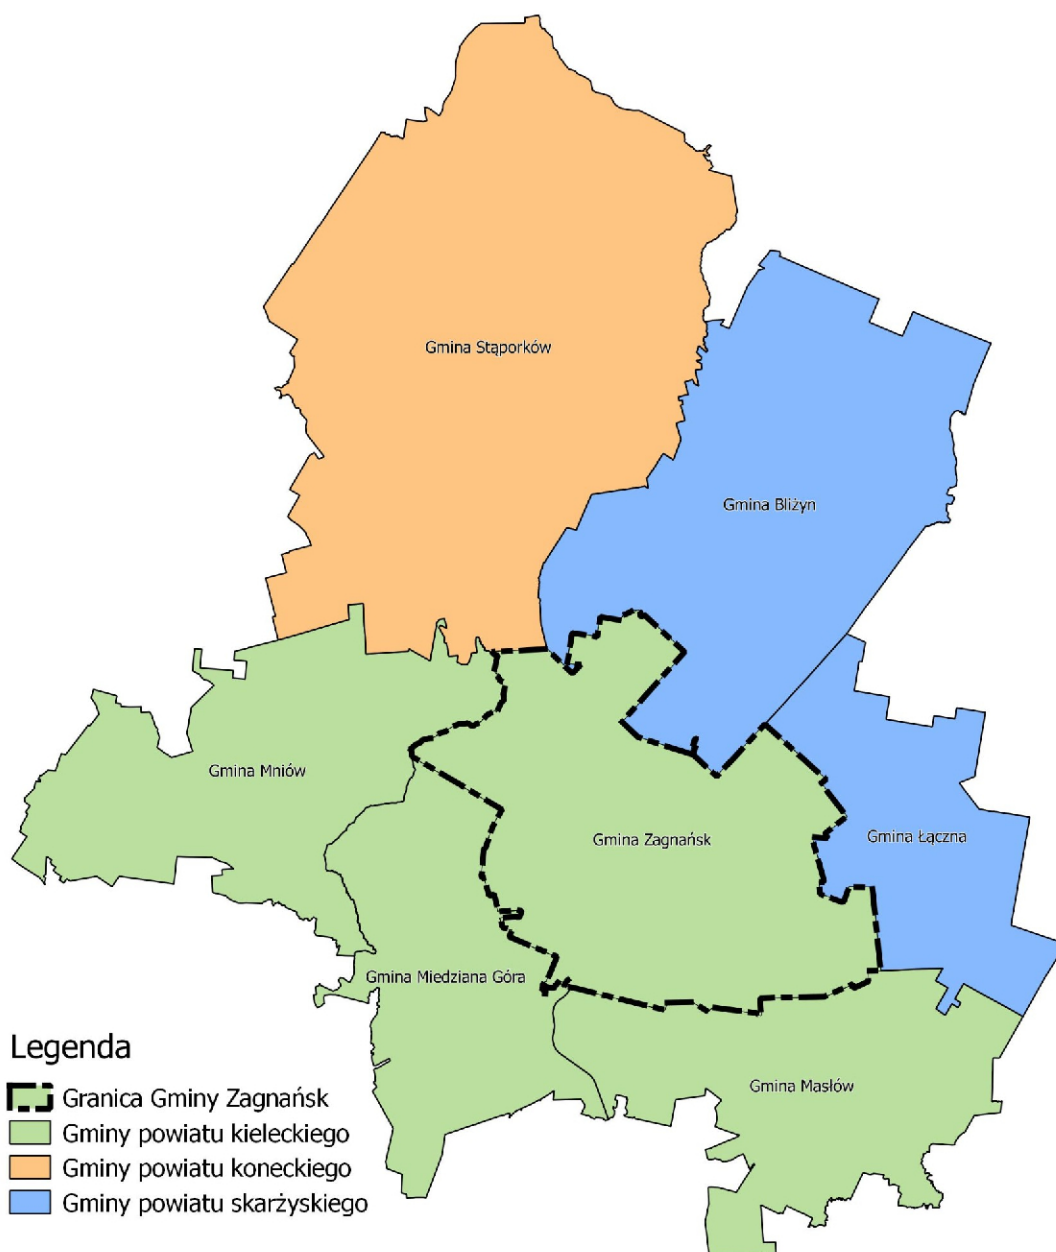 Gmina Stąporków
Gmina Bliżyn
Gmina Mniów
Gmina Zagnańsk
Gmina Łączna
Gmina Miedziana Góra
Gmina Masłów
Legenda
Granica Gminy Zagnańsk
Gminy powiatu kieleckiego
Gminy powiatu koneckiego
Gminy powiatu skarżyskiego